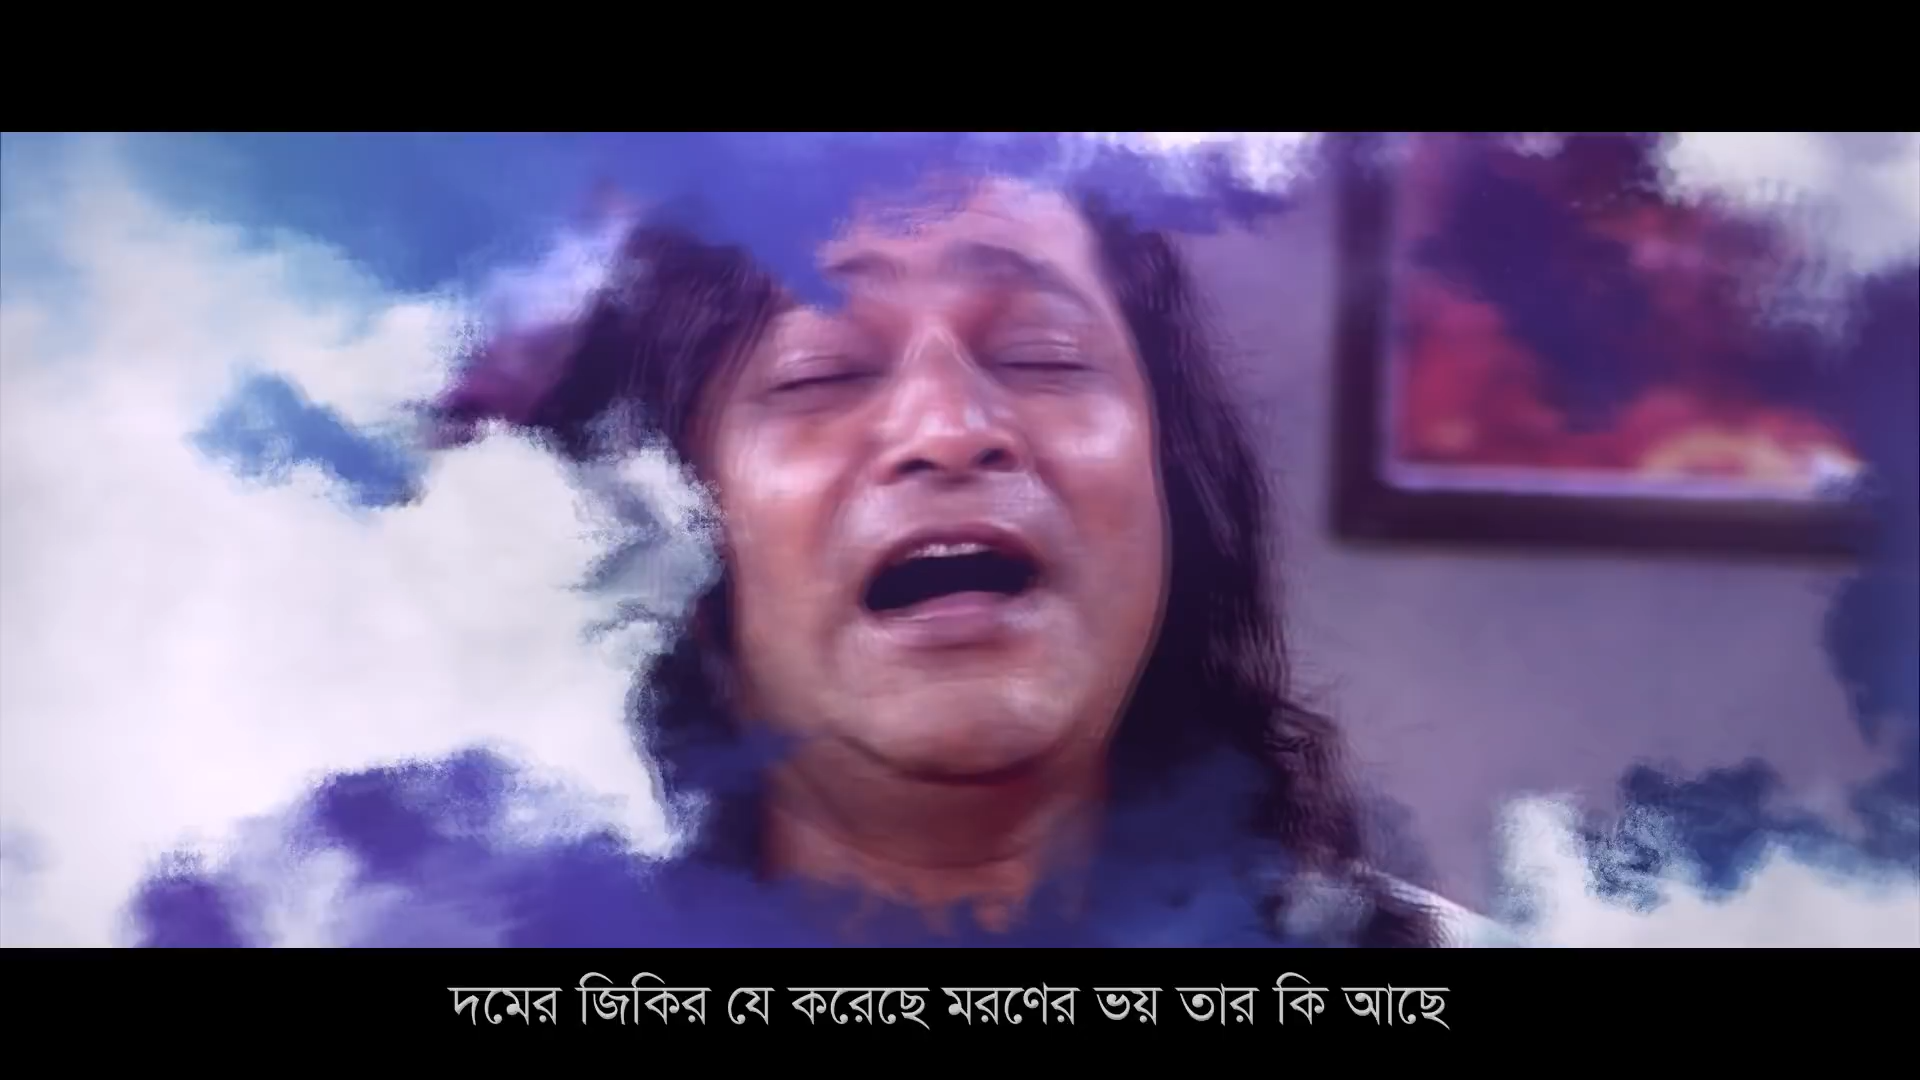 দমের জিকির যে করেছে মরণের ভয় তার কি আছে